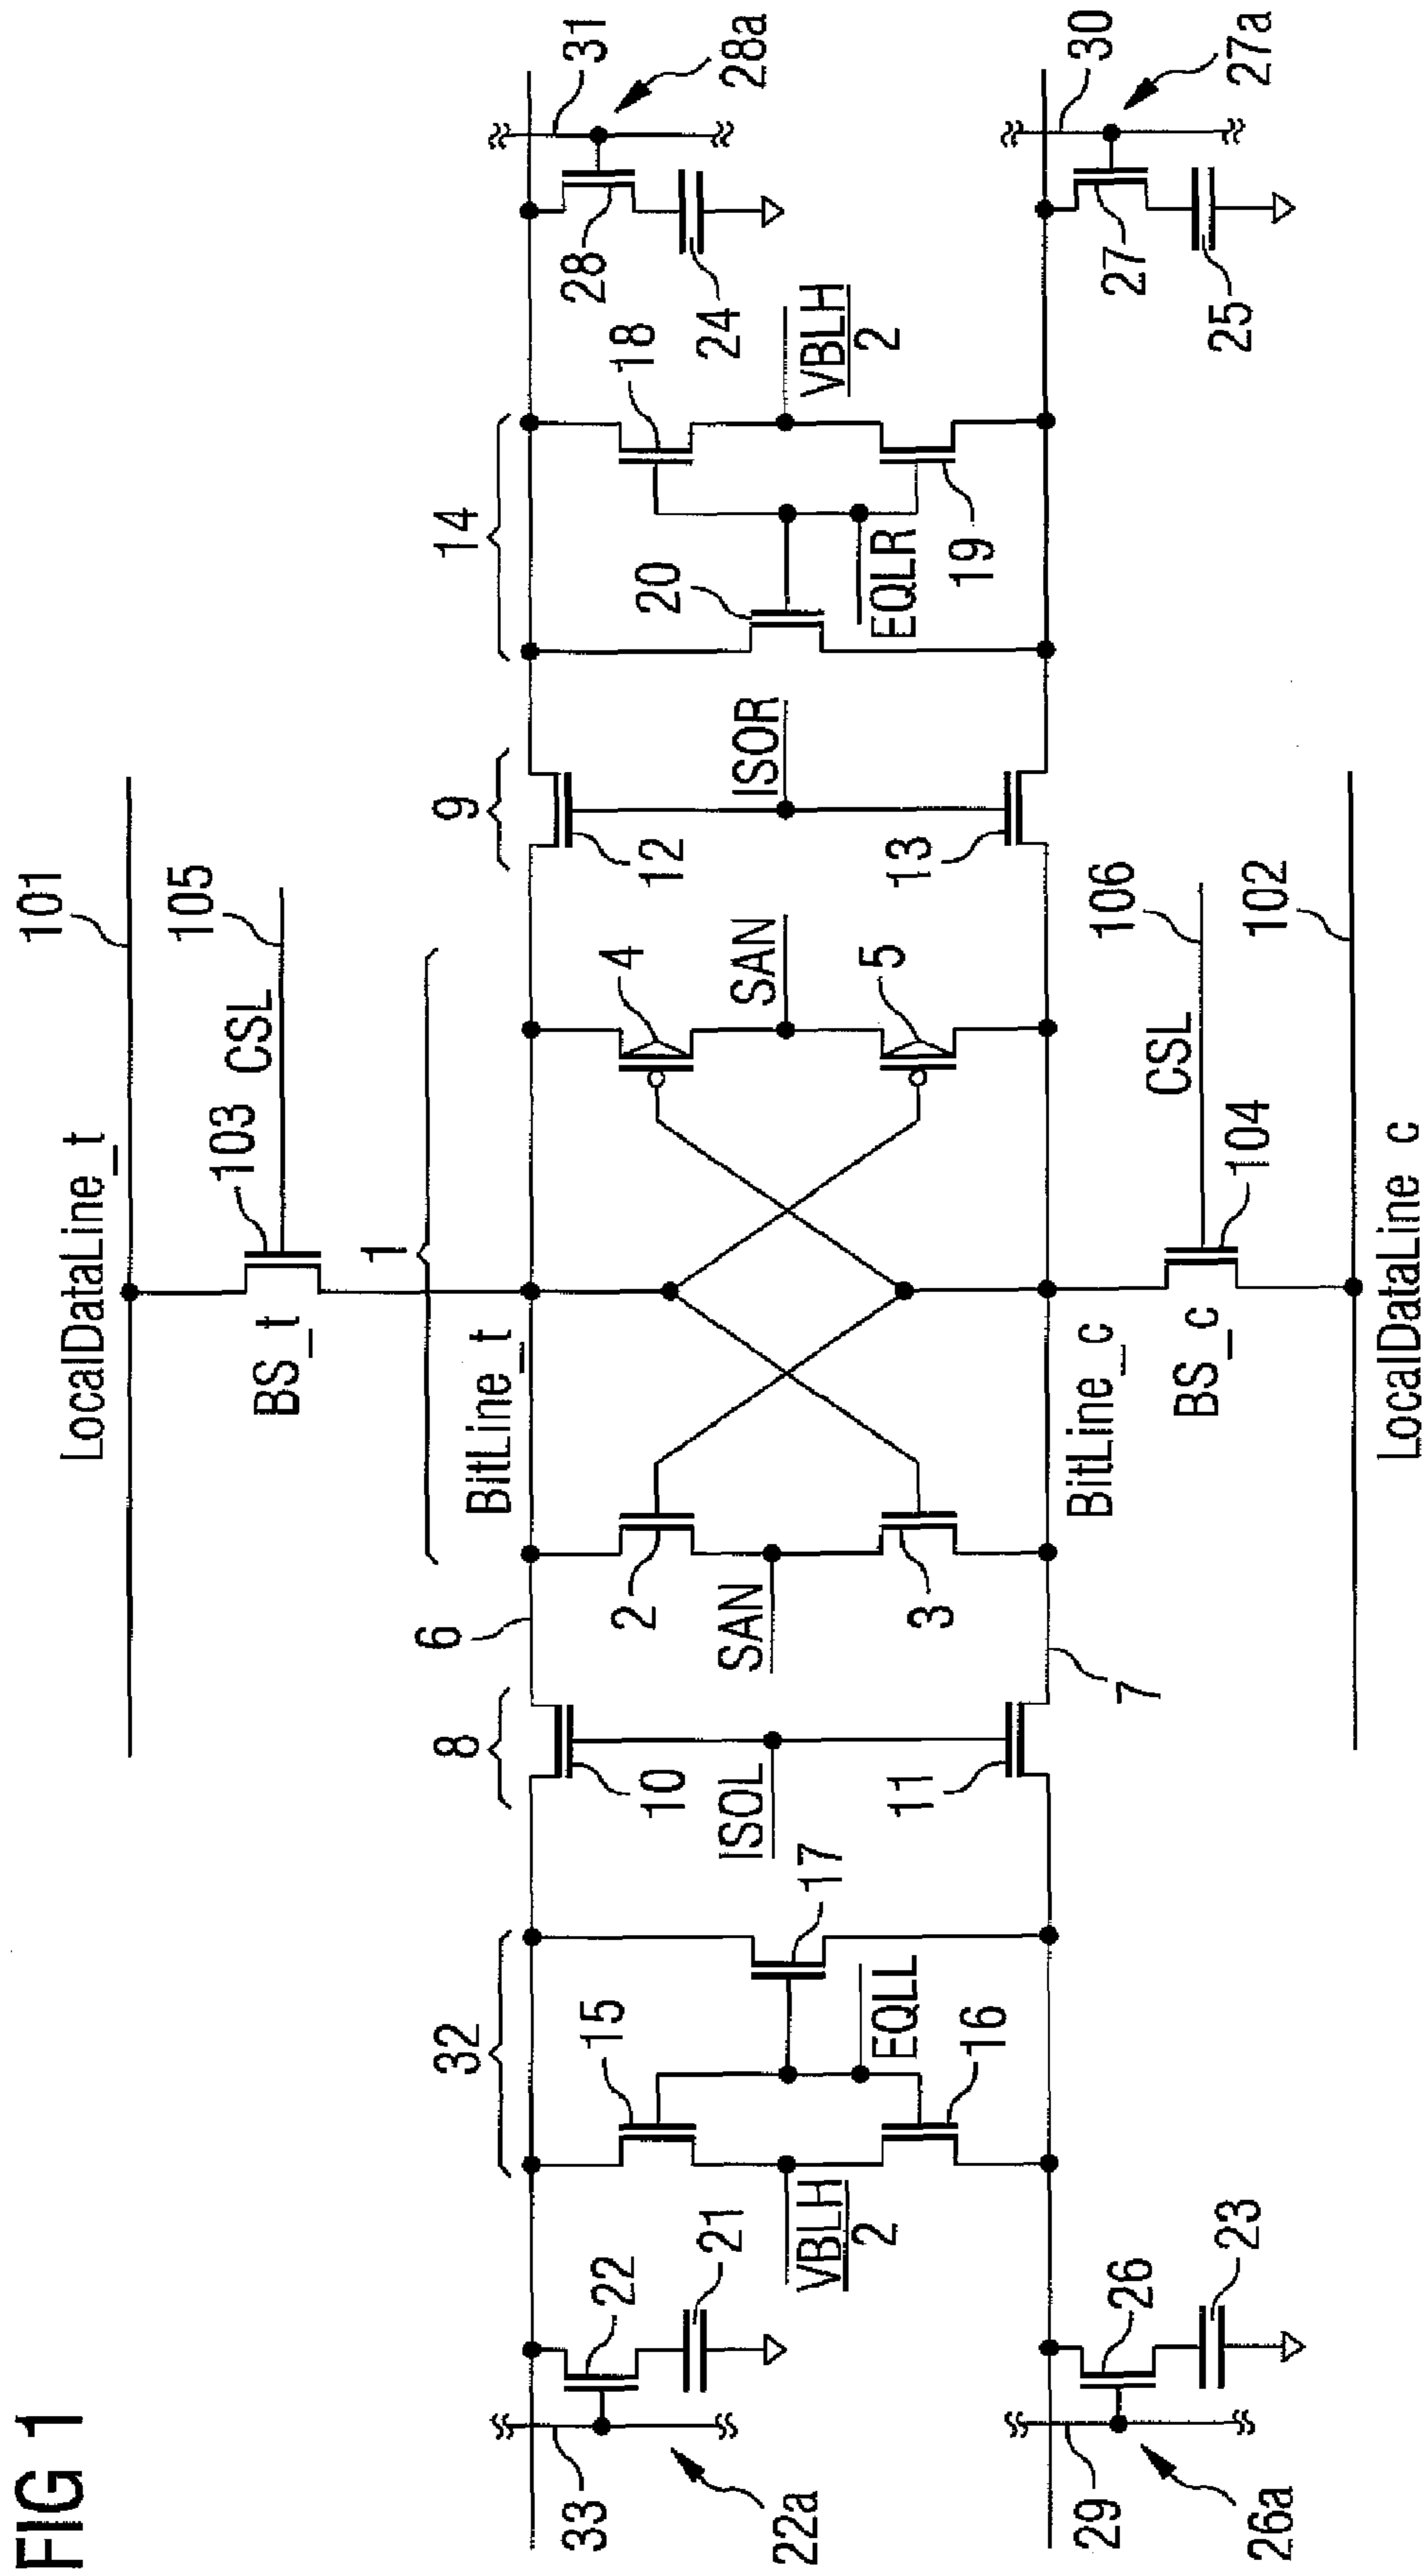 FIG 1
LocalDataLine_t
101
103
CSL
105
BS_t
1
BitLine_t
32
8
6
9
14
33
22a
22
21
15
VBLH
2
17
EQLL
16
10
ISOL
11
2
SAN
3
4
SAN
5
12
ISOR
13
20
18
EQLR
19
VBLH
2
28
24
31
28a
29
26a
26
23
7
BitLine_c
BS_c
104
CSL
106
102
LocalDataLine_c
27
25
30
27a